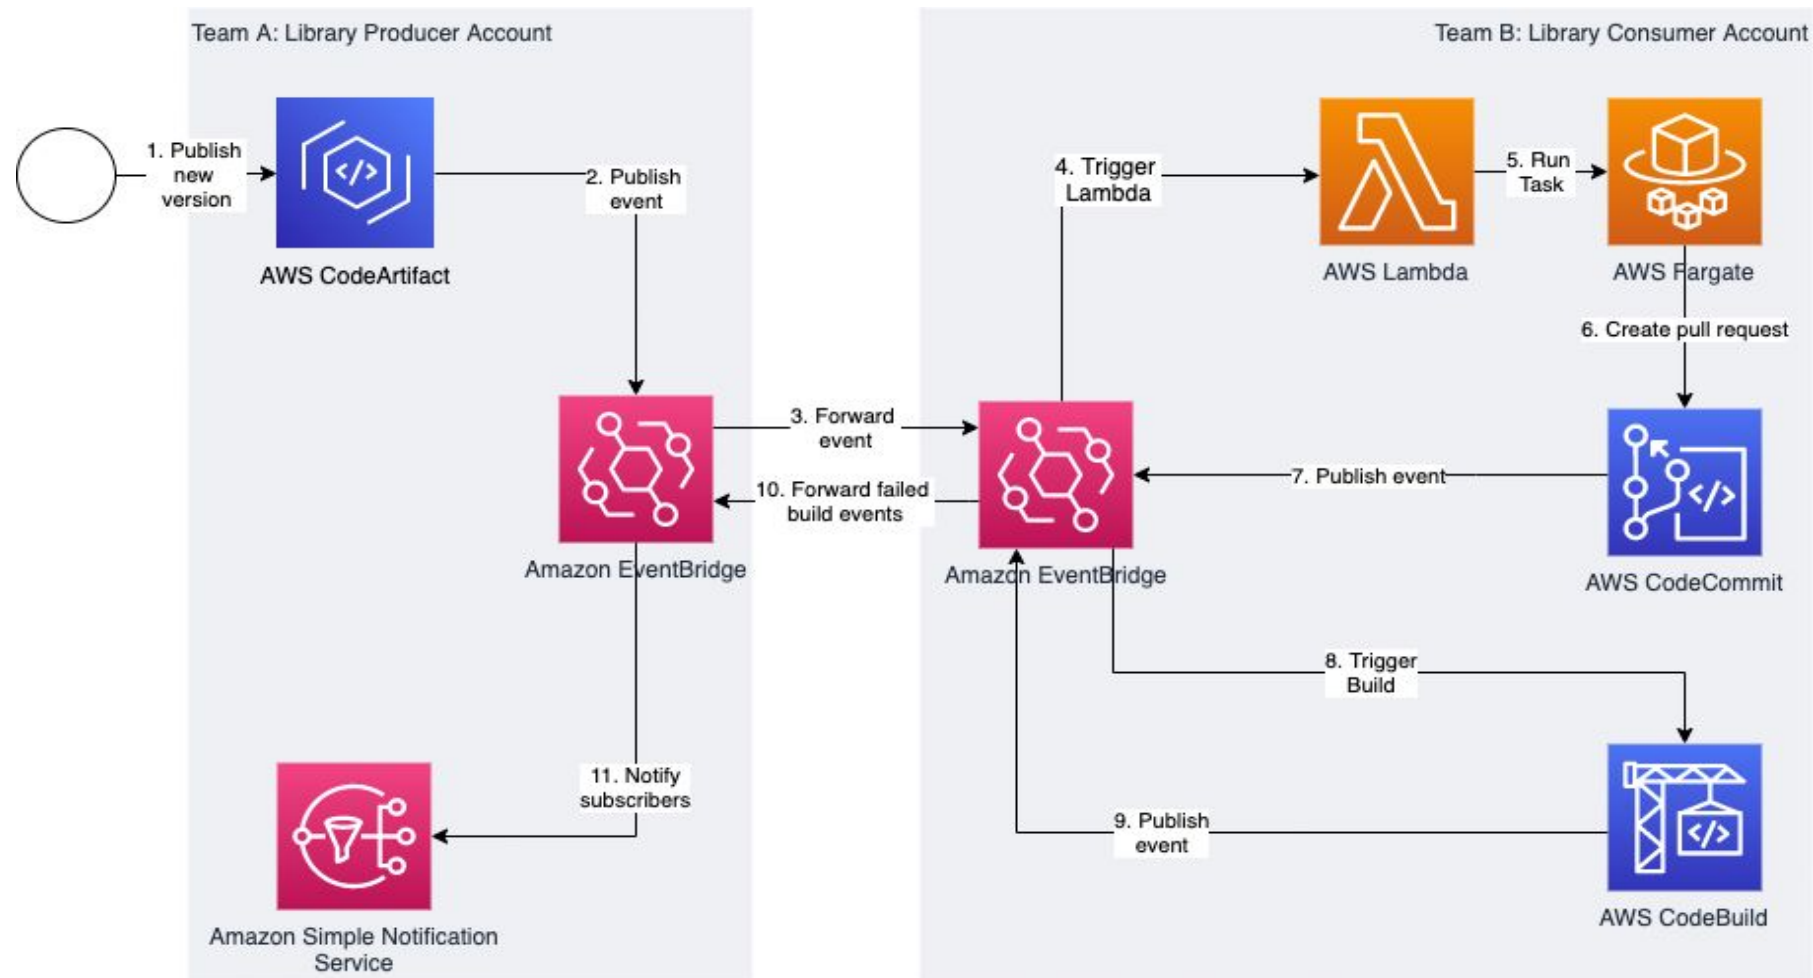 Team A: Library Producer Account
Team B: Library Consumer Account
1. Publish
new
version
AWS CodeArtifact
2. Publish
event
4. Trigger
Lambda
AWS Lambda
5. Run
Task
AWS Fargate
6. Create pull request
3. Forward
event
10. Forward failed
build events
Amazon EventBridge
Amazon EventBridge
7. Publish event
AWS CodeCommit
8. Trigger
Build
11. Notify
subscribers
9. Publish
event
Amazon Simple Notification
Service
AWS CodeBuild